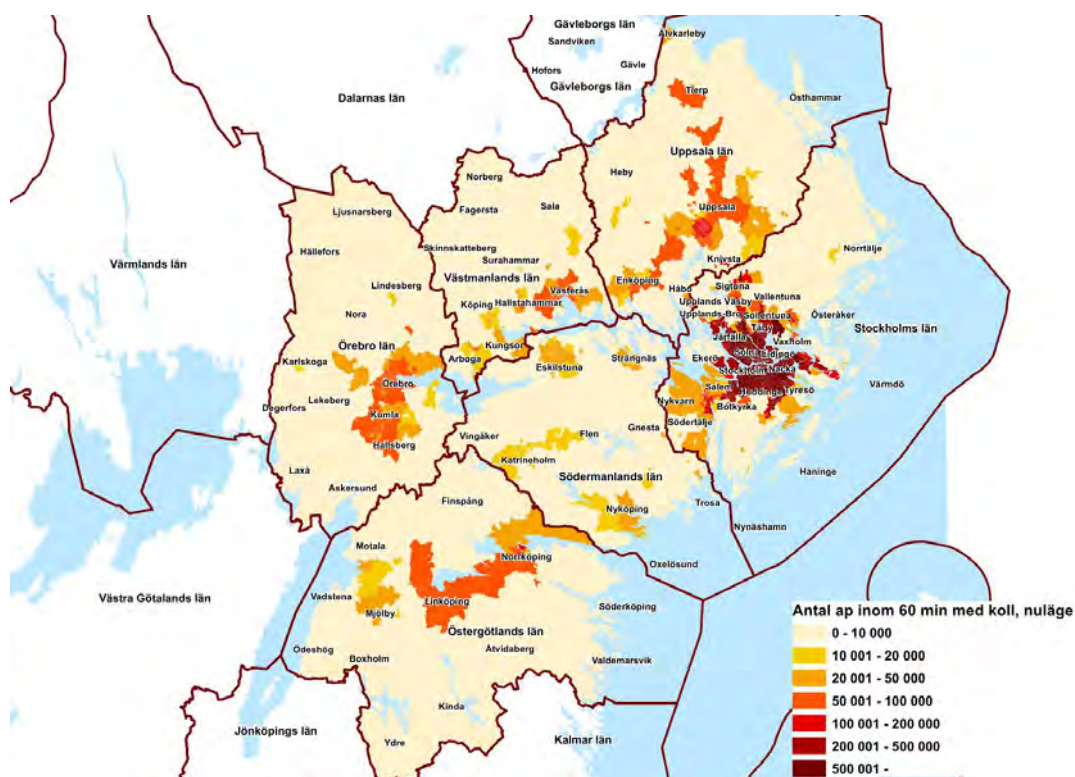 Gävleborgs län
Sandviken
Älvkarleby
Hofors
Gävle
Gävleborgs län
Dalarnas län
Tierp
Östhammar
Uppsala län
Heby
Norberg
Sala
Fagersta
Uppsala
Ljusnarsberg
Skinnskatteberg
Surahammar
Hällefors
Norrtälje
Värmlands län
Knivsta
Västmanlands län
Enköping
Håbo
Sigtuna
Lindesberg
Västerås
Köping
Hallstahammar
Upplands Väsby
Vallentuna
Nora
Upplands-Bro
Sollentuna
Österåker
Stockholms län
Täby
Järfälla
Vaxholm
Örebro län
Kungsör
Arboga
Solna
Lidingö
Karlskoga
Strängnäs
Ekerö
Eskilstuna
Stockholm
Nacka
Örebro
Salem
Huddinge
Tyresö
Värmdö
Lekeberg
Nykvarn
Botkyrka
Degerfors
Kumla
Södertälje
Gnesta
Hallsberg
Vingåker
Flen
Katrineholm
Laxå
Haninge
Södermanlands län
Askersund
Finspång
Trosa
Nyköping
Nynäshamn
Motala
Norrköping
Oxelösund
Västra Götalands län
Vadstena
Linköping
Söderköping
Mjölby
Östergötlands län
Ödeshög
Åtvidaberg
Boxholm
Valdemarsvik
Kinda
Jönköpings län
Ydre
Kalmar län
Antal ap inom 60 min med koll, nuläge
0 - 10 000
10 001 - 20 000
20 001 - 50 000
50 001 - 100 000
100 001 - 200 000
200 001 - 500 000
500 001 -